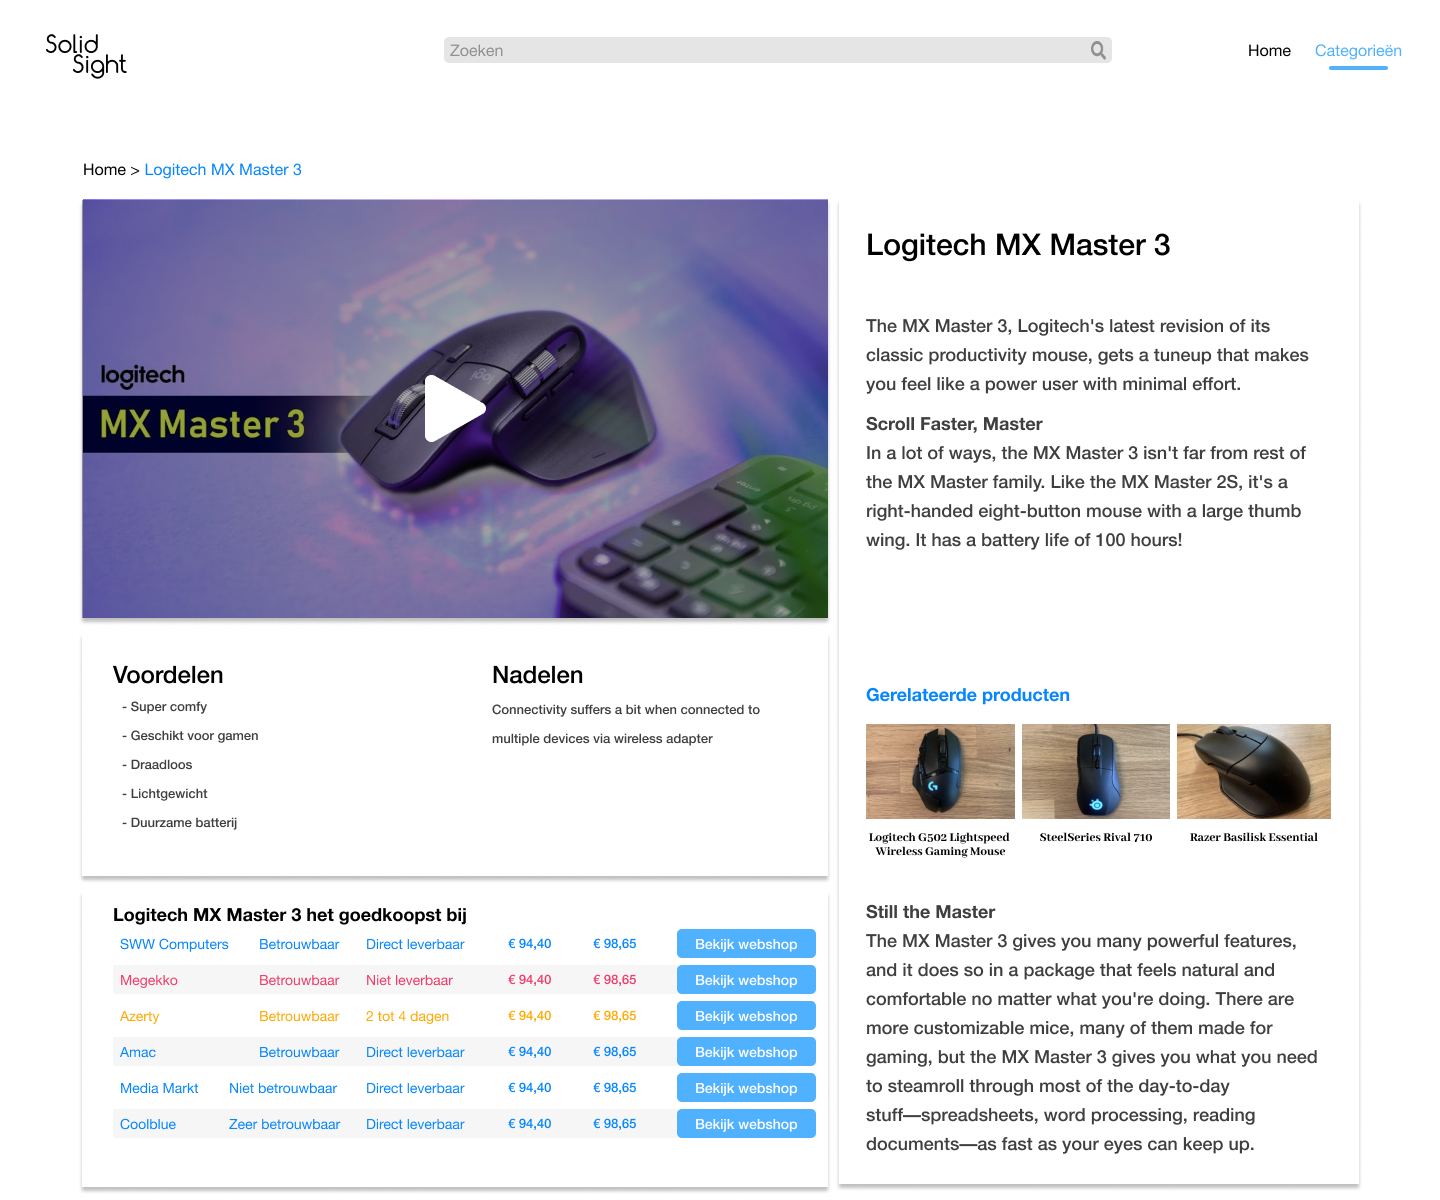 Solid
Sight
Zoeken
Home
Categorieën
Home > Logitech MX Master 3
logitech
MX Master 3
Voordelen
- Super comfy
- Geschikt voor gamen
- Draadloos
- Lichtgewicht
- Duurzame batterij
Nadelen
Connectivity suffers a bit when connected to
multiple devices via wireless adapter
Logitech MX Master 3 het goedkoopst bij
SWW Computers Betrouwbaar Direct leverbaar € 94,40 € 98,65 Bekijk webshop
Megekko Betrouwbaar Niet leverbaar € 94,40 € 98,65 Bekijk webshop
Azerty Betrouwbaar 2 tot 4 dagen € 94,40 € 98,65 Bekijk webshop
Amac Betrouwbaar Direct leverbaar € 94,40 € 98,65 Bekijk webshop
Media Markt Niet betrouwbaar Direct leverbaar € 94,40 € 98,65 Bekijk webshop
Coolblue Zeer betrouwbaar Direct leverbaar € 94,40 € 98,65 Bekijk webshop
Logitech MX Master 3
The MX Master 3, Logitech's latest revision of its
classic productivity mouse, gets a tuneup that makes
you feel like a power user with minimal effort.
Scroll Faster, Master
In a lot of ways, the MX Master 3 isn't far from rest of
the MX Master family. Like the MX Master 2S, it's a
right-handed eight-button mouse with a large thumb
wing. It has a battery life of 100 hours!
Gerelateerde producten
Logitech G502 Lightspeed
Wireless Gaming Mouse
SteelSeries Rival 710
Razer Basilisk Essential
Still the Master
The MX Master 3 gives you many powerful features,
and it does so in a package that feels natural and
comfortable no matter what you're doing. There are
more customizable mice, many of them made for
gaming, but the MX Master 3 gives you what you need
to steamroll through most of the day-to-day
stuff—spreadsheets, word processing, reading
documents—as fast as your eyes can keep up.